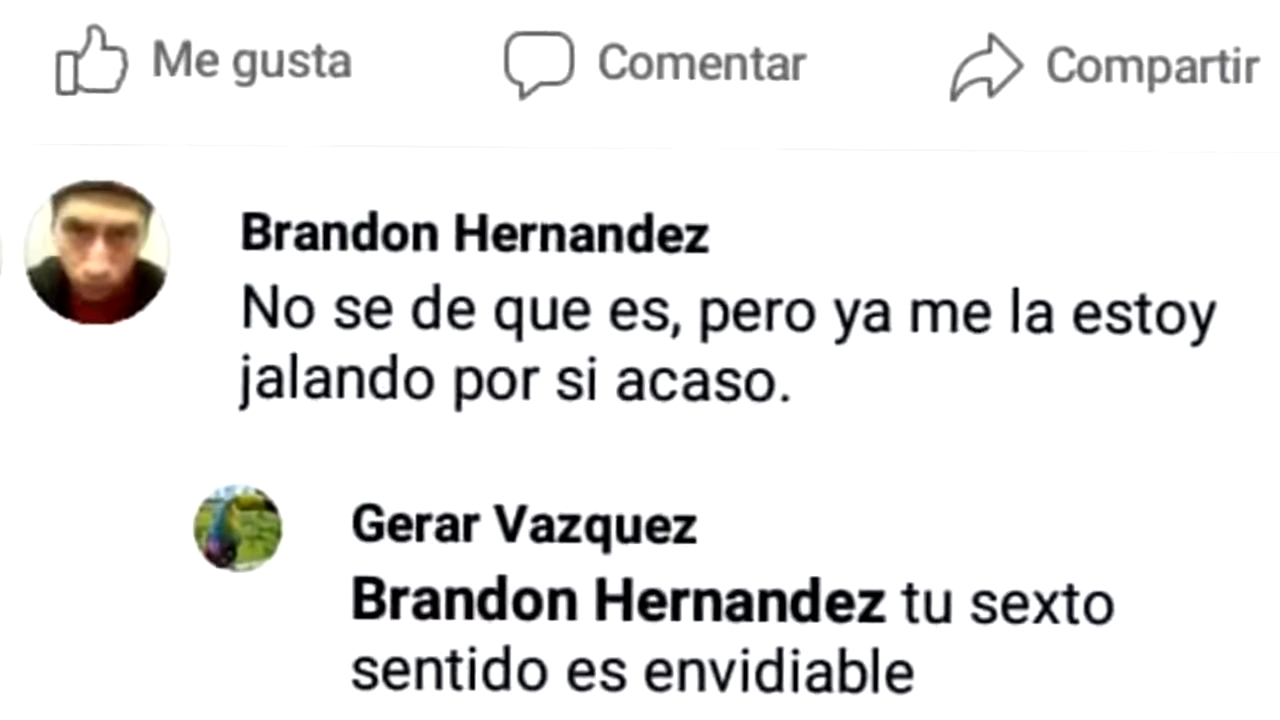 Me gusta Comentar Compartir
Brandon Hernandez
No se de que es, pero ya me la estoy
jalando por si acaso.
Gerar Vazquez
Brandon Hernandez tu sexto
sentido es envidiable